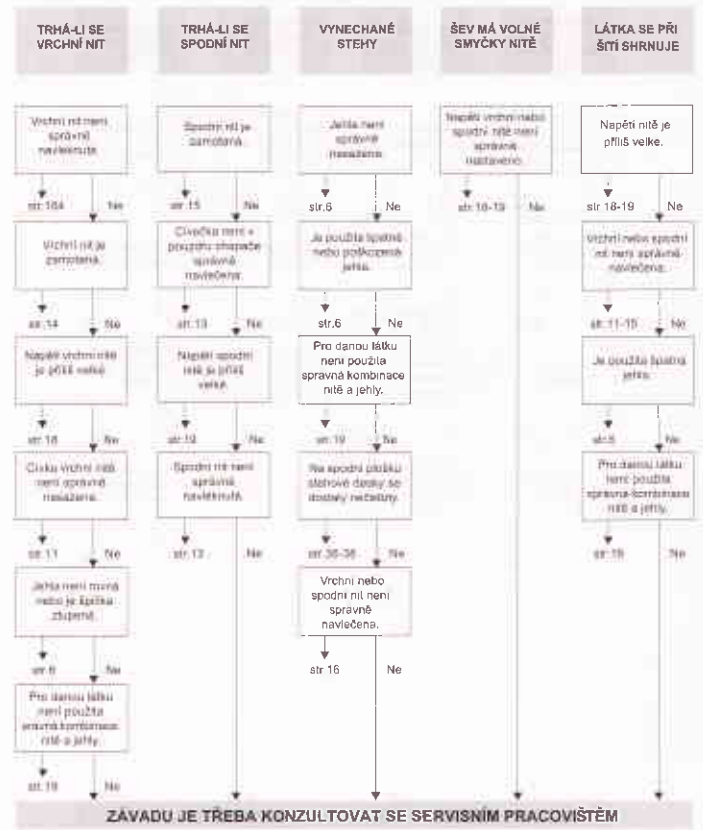 TRHÁ-LI SE
VRCHNÍ NIT
Vrchní nit není
správně
navléknuta.
str.16A Ne
Vrchní nit je
zamotaná.
str.14 Ne
Napětí vrchní nitě
je příliš velké.
str.18 Ne
Cívka vrchní nitě
není správně
nasazena.
str.11 Ne
Jehla není rovná
nebo je špička
ztupená.
str.6 Ne
Pro danou látku
není použita
správná kombinace
nitě a jehly.
str.19 Ne
TRHÁ-LI SE
SPODNÍ NIT
Spodní nit je
zamotaná.
str.15 Ne
Cívečka není v
pouzdru chapače
správně
navlečena.
str.13 Ne
Napětí spodní
nitě je příliš
velké.
str.19 Ne
Spodní nit není
správně
navléknutá.
str.13 Ne
VYNECHANÉ
STEHY
Jehla není
správně
nasazena.
str.6 Ne
Je použita špatná
nebo poškozená
jehla.
str.6 Ne
Pro danou látku
není použita
správná kombinace
nitě a jehly.
str.19 Ne
Na spodní plošku
stehové desky se
dostaly nečistoty.
str.36-38 Ne
Vrchní nebo
spodní nit není
správně
navlečena.
str 16 Ne
ŠEV MÁ VOLNÉ
SMYČKY NITĚ
Napětí vrchní nebo
spodní nitě není
správně
nastaveno.
str.18-19 Ne
LÁTKA SE PŘI
ŠITÍ SHRNUJE
Napětí nitě je
příliš velke.
str 18-19 Ne
Vrchní nebo spodní
nit není správně
navlečena.
str.11-15 Ne
Je použita špatná
jehla.
Ne
Pro danou látku
není použita
správna kombinace
nitě a jehly.
str.19 Ne
ZÁVADU JE TŘEBA KONZULTOVAT SE SERVISNÍM PRACOVIŠTĚM